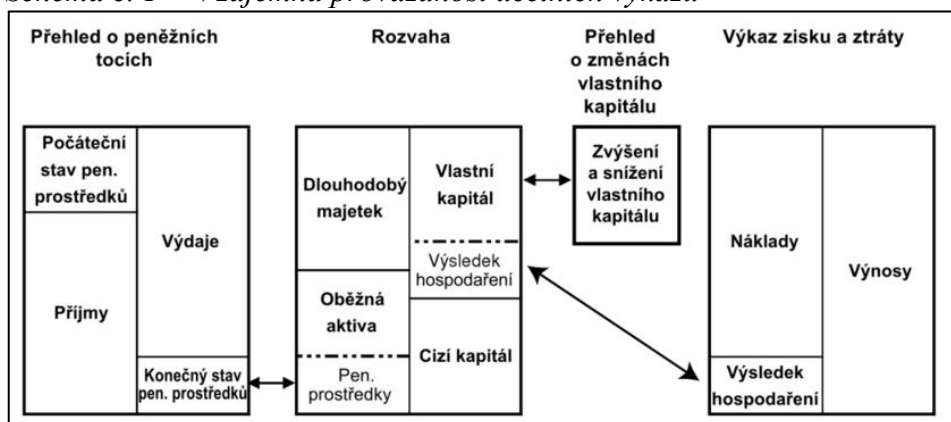 Přehled o peněžních
tocích
Rozvaha
Přehled
o změnách
vlastního
kapitálu
Výkaz zisku a ztráty
Počáteční
stav pen.
prostředků
Příjmy
Výdaje
Konečný stav
pen. prostředků
Dlouhodobý
majetek
Oběžná
aktiva
Pen.
prostředky
Vlastní
kapitál
Výsledek
hospodaření
Cizí kapitál
Zvýšení
a snížení
vlastního
kapitálu
Náklady
Výsledek
hospodaření
Výnosy